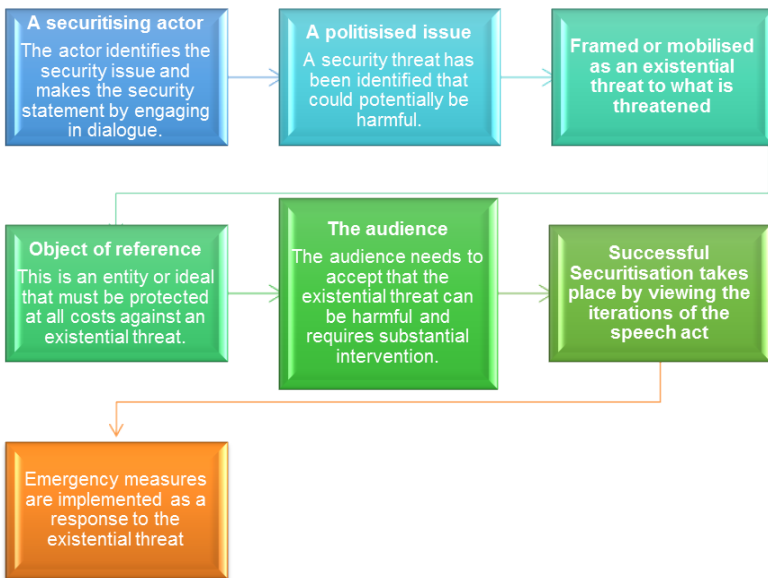 A securitising actor
The actor identifies the
security issue and
makes the security
statement by engaging
in dialogue.
A politisised issue
A security threat has
been identified that
could potentially be
harmful.
Framed or mobilised
as an existential
threat to what is
threatened
Object of reference
This is an entity or ideal
that must be protected
at all costs against an
existential threat.
The audience
The audience needs to
accept that the
existential threat can
be harmful and
requires substantial
intervention.
Successful
Securitisation takes
place by viewing the
iterations of the
speech act
Emergency measures
are implemented as a
response to the
existential threat